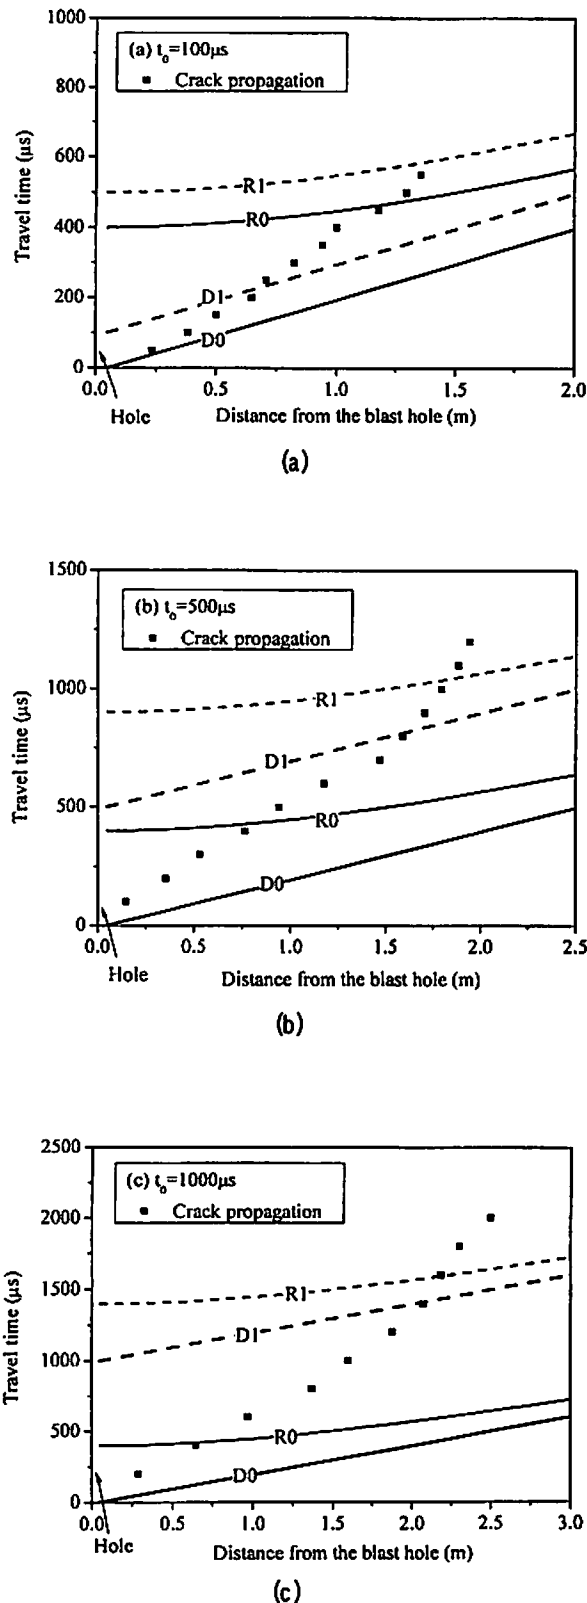 1000
(a) t₀=100μs
Crack propagation
800
600
R1
400
R0
200
D1
D0
0
Travel time (μs)
0.0 0.5 1.0 1.5 2.0
Hole
Distance from the blast hole (m)
(a)
1500
(b) t₀=500μs
Crack propagation
1000
R1
D1
500
R0
D0
0
Travel time (μs)
0.0 0.5 1.0 1.5 2.0 2.5
Hole
Distance from the blast hole (m)
(b)
2500
(c) t₀=1000μs
Crack propagation
2000
1500
R1
D1
1000
500
R0
D0
0
Travel time (μs)
0.0 0.5 1.0 1.5 2.0 2.5 3.0
Hole
Distance from the blast hole (m)
(c)